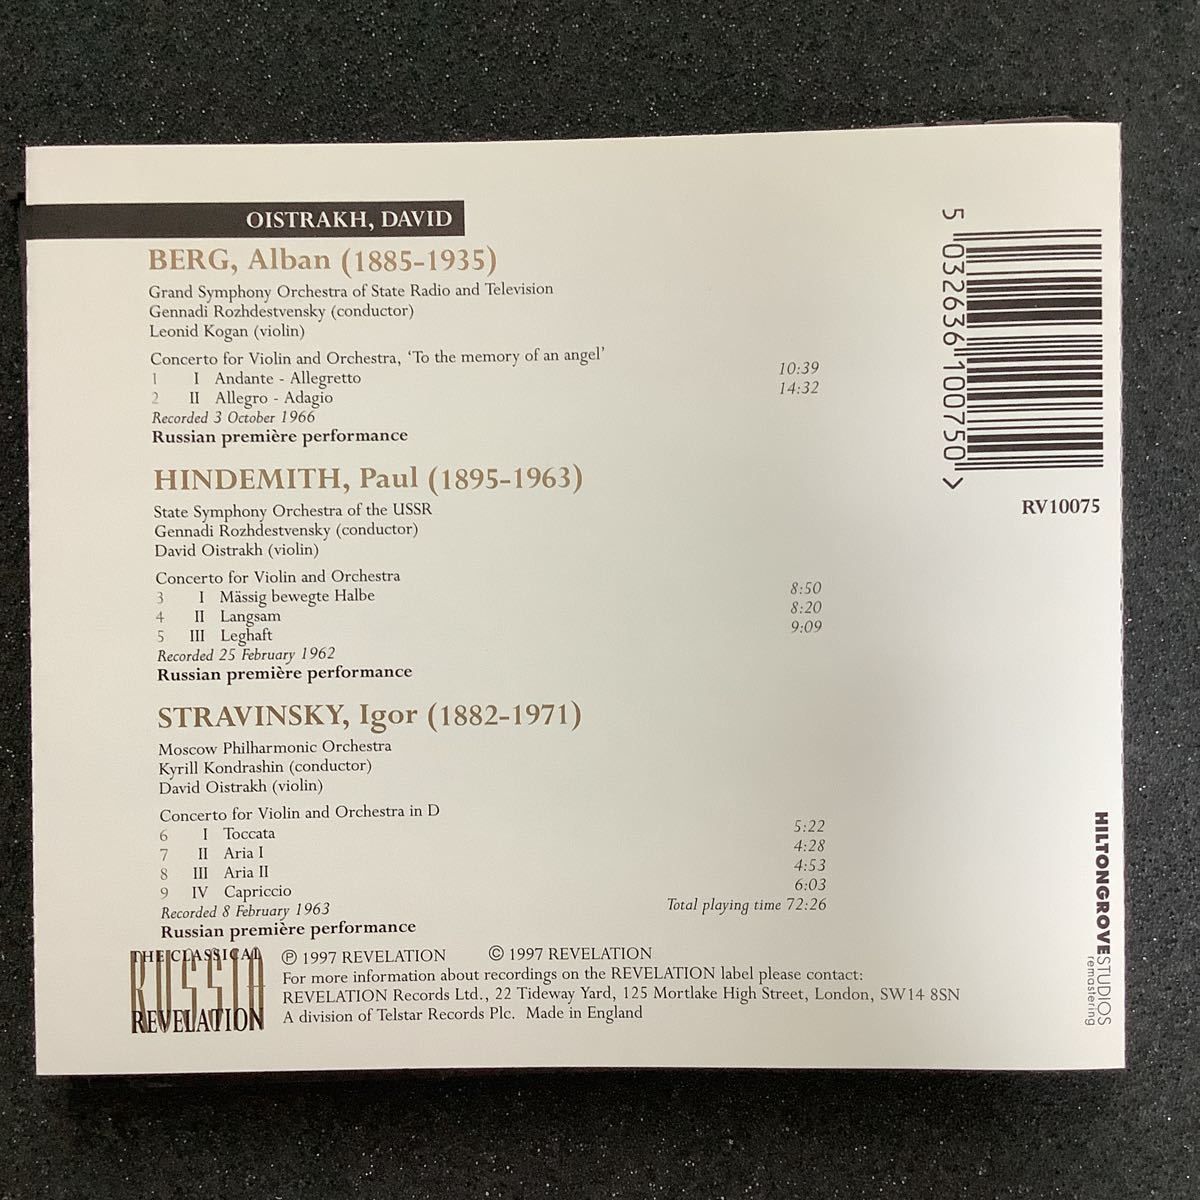 OISTRAKH, DAVID
BERG, Alban (1885-1935)
Grand Symphony Orchestra of State Radio and Television
Gennadi Rozhdestvensky (conductor)
Leonid Kogan (violin)
Concerto for Violin and Orchestra, ‘To the memory of an angel’
1 I Andante - Allegretto 10:39
2 II Allegro - Adagio 14:32
Recorded 3 October 1966
Russian première performance
HINDEMITH, Paul (1895-1963)
State Symphony Orchestra of the USSR
Gennadi Rozhdestvensky (conductor)
David Oistrakh (violin)
Concerto for Violin and Orchestra
3 I Mässig bewegte Halbe 8:50
4 II Langsam 8:20
5 III Leghaft 9:09
Recorded 25 February 1962
Russian première performance
STRAVINSKY, Igor (1882-1971)
Moscow Philharmonic Orchestra
Kyrill Kondrashin (conductor)
David Oistrakh (violin)
Concerto for Violin and Orchestra in D
6 I Toccata 5:22
7 II Aria I 4:28
8 III Aria II 4:53
9 IV Capriccio 6:03
Recorded 8 February 1963 Total playing time 72:26
Russian première performance
THE CLASSICAL
RUSSIA
REVELATION
℗ 1997 REVELATION © 1997 REVELATION
For more information about recordings on the REVELATION label please contact:
REVELATION Records Ltd., 22 Tideway Yard, 125 Mortlake High Street, London, SW14 8SN
A division of Telstar Records Plc. Made in England
5 032636 100750 >
RV10075
HILTONGROVESTUDIOS
remastering